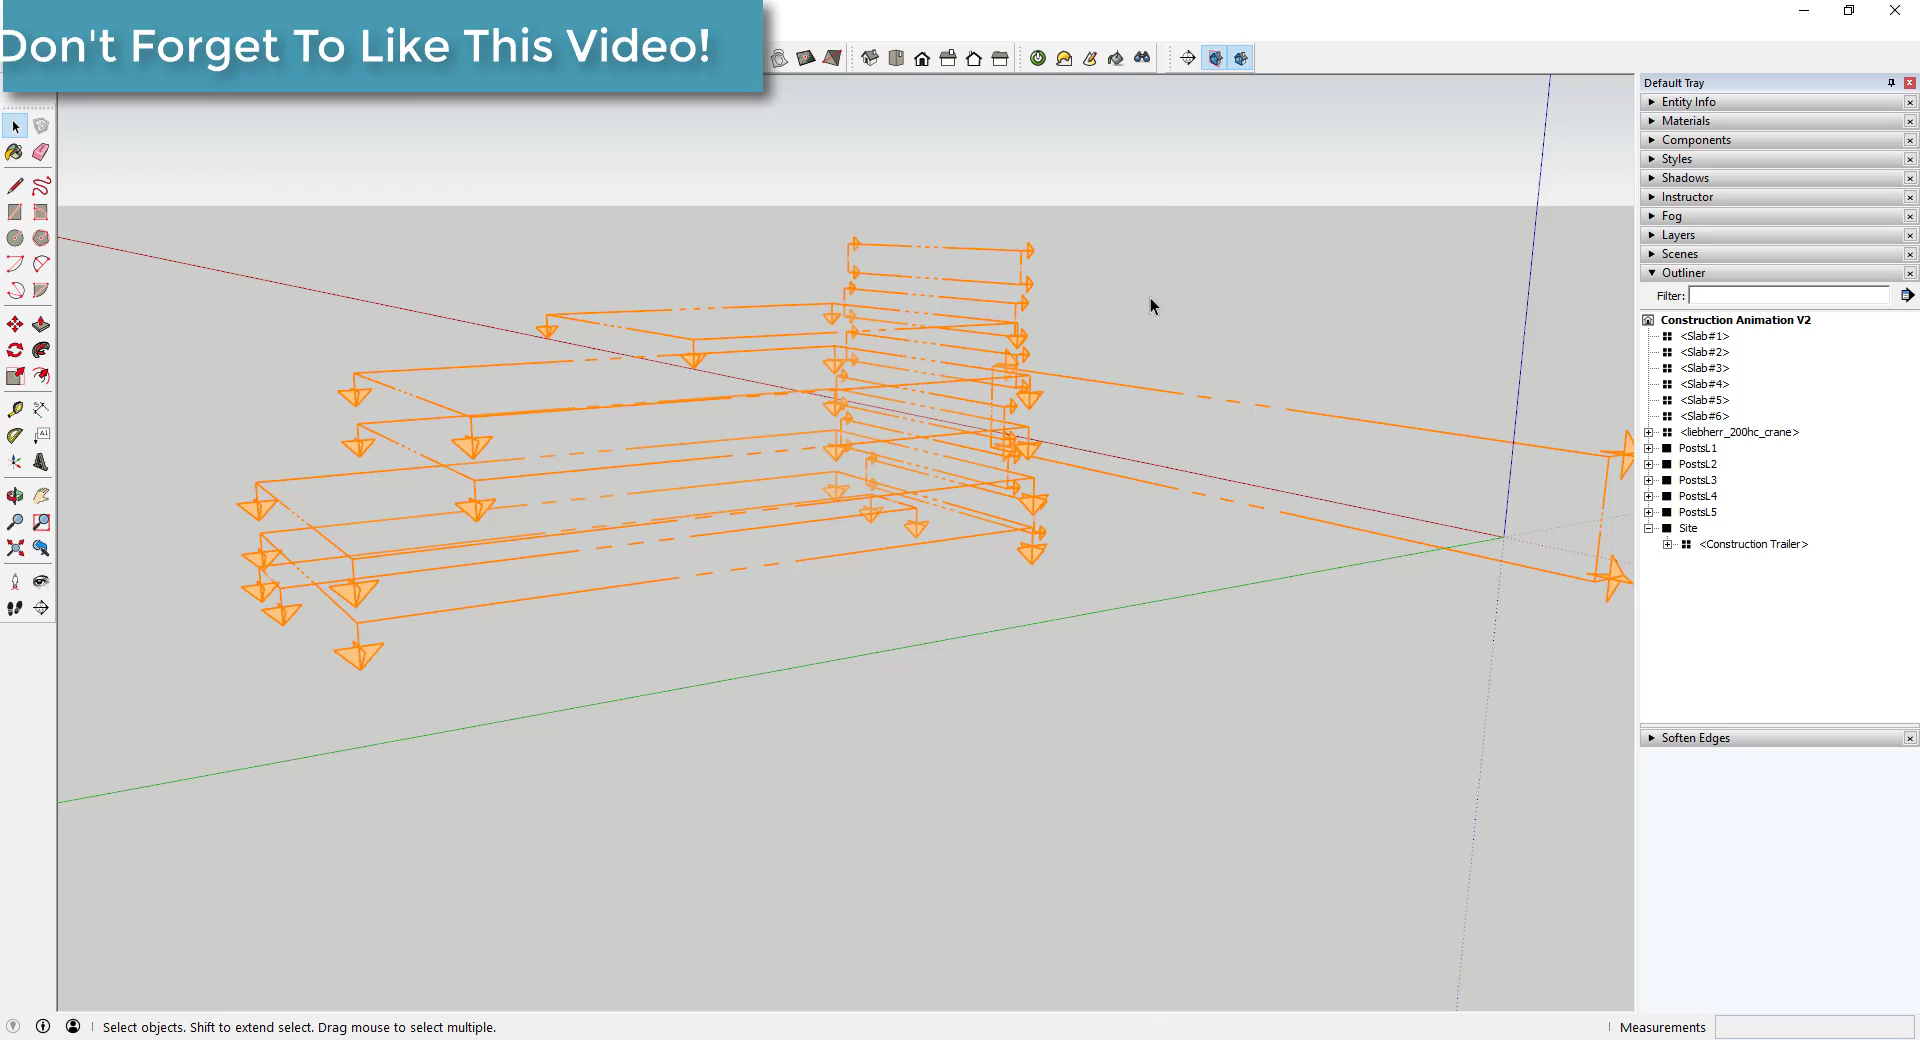 Don't Forget To Like This Video!
Default Tray
Entity Info
Materials
Components
Styles
Shadows
Instructor
Fog
Layers
Scenes
Outliner
Filter:
Construction Animation V2
<Slab#1>
<Slab#2>
<Slab#3>
<Slab#4>
<Slab#5>
<Slab#6>
<liebherr_200hc_crane>
PostsL1
PostsL2
PostsL3
PostsL4
PostsL5
Site
<Construction Trailer>
Soften Edges
A1
Select objects. Shift to extend select. Drag mouse to select multiple.
Measurements